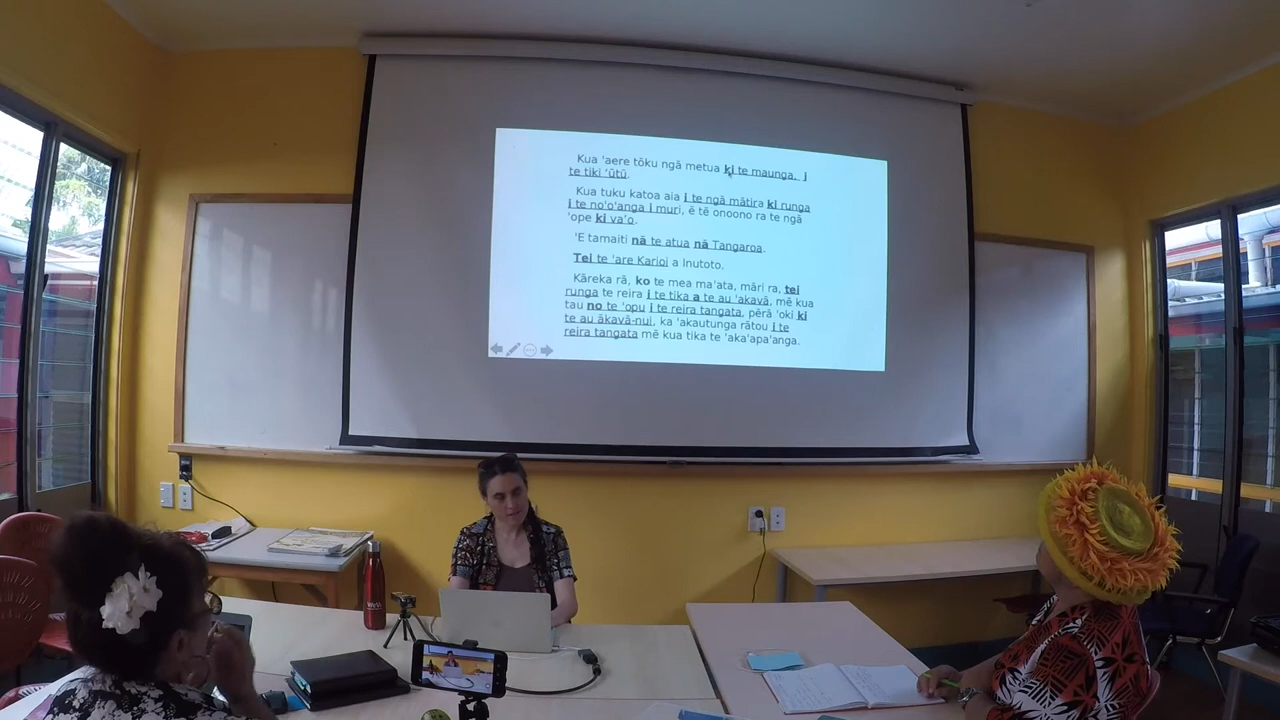 Kua 'aere tōku ngā metua ki te maunga, i
te tiki 'ūtū.
Kua tuku katoa aia i te ngā mātira ki runga
i te no'o'anga i muri, ē tē onoono ra te ngā
'ope ki va'o.
'E tamaiti nā te atua nā Tangaroa.
Tei te 'are Karioi a Inutoto.
Kāreka rā, ko te mea ma'ata, māri ra, tei
runga te reira i te tika a te au 'akavā, mē kua
tau no te 'opu i te reira tangata, pērā 'oki ki
te au ākavā-nui, ka 'akautunga rātou i te
reira tangata mē kua tika te 'aka'apa'anga.